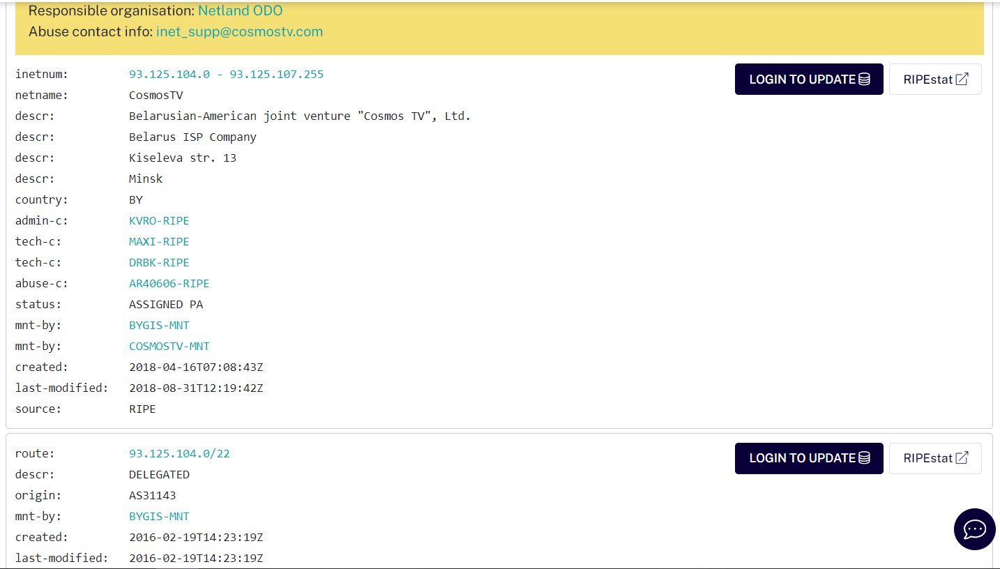 Responsible organisation: Netland ODO
Abuse contact info: inet_supp@cosmostv.com
inetnum: 93.125.104.0 - 93.125.107.255
LOGIN TO UPDATE RIPEstat
netname: CosmosTV
descr: Belarusian-American joint venture "Cosmos TV", Ltd.
descr: Belarus ISP Company
descr: Kiseleva str. 13
descr: Minsk
country: BY
admin-c: KVRO-RIPE
tech-c: MAXI-RIPE
tech-c: DRBK-RIPE
abuse-c: AR40606-RIPE
status: ASSIGNED PA
mnt-by: BYGIS-MNT
mnt-by: COSMOSTV-MNT
created: 2018-04-16T07:08:43Z
last-modified: 2018-08-31T12:19:42Z
source: RIPE
route: 93.125.104.0/22
LOGIN TO UPDATE RIPEstat
descr: DELEGATED
origin: AS31143
mnt-by: BYGIS-MNT
created: 2016-02-19T14:23:19Z
last-modified: 2016-02-19T14:23:19Z